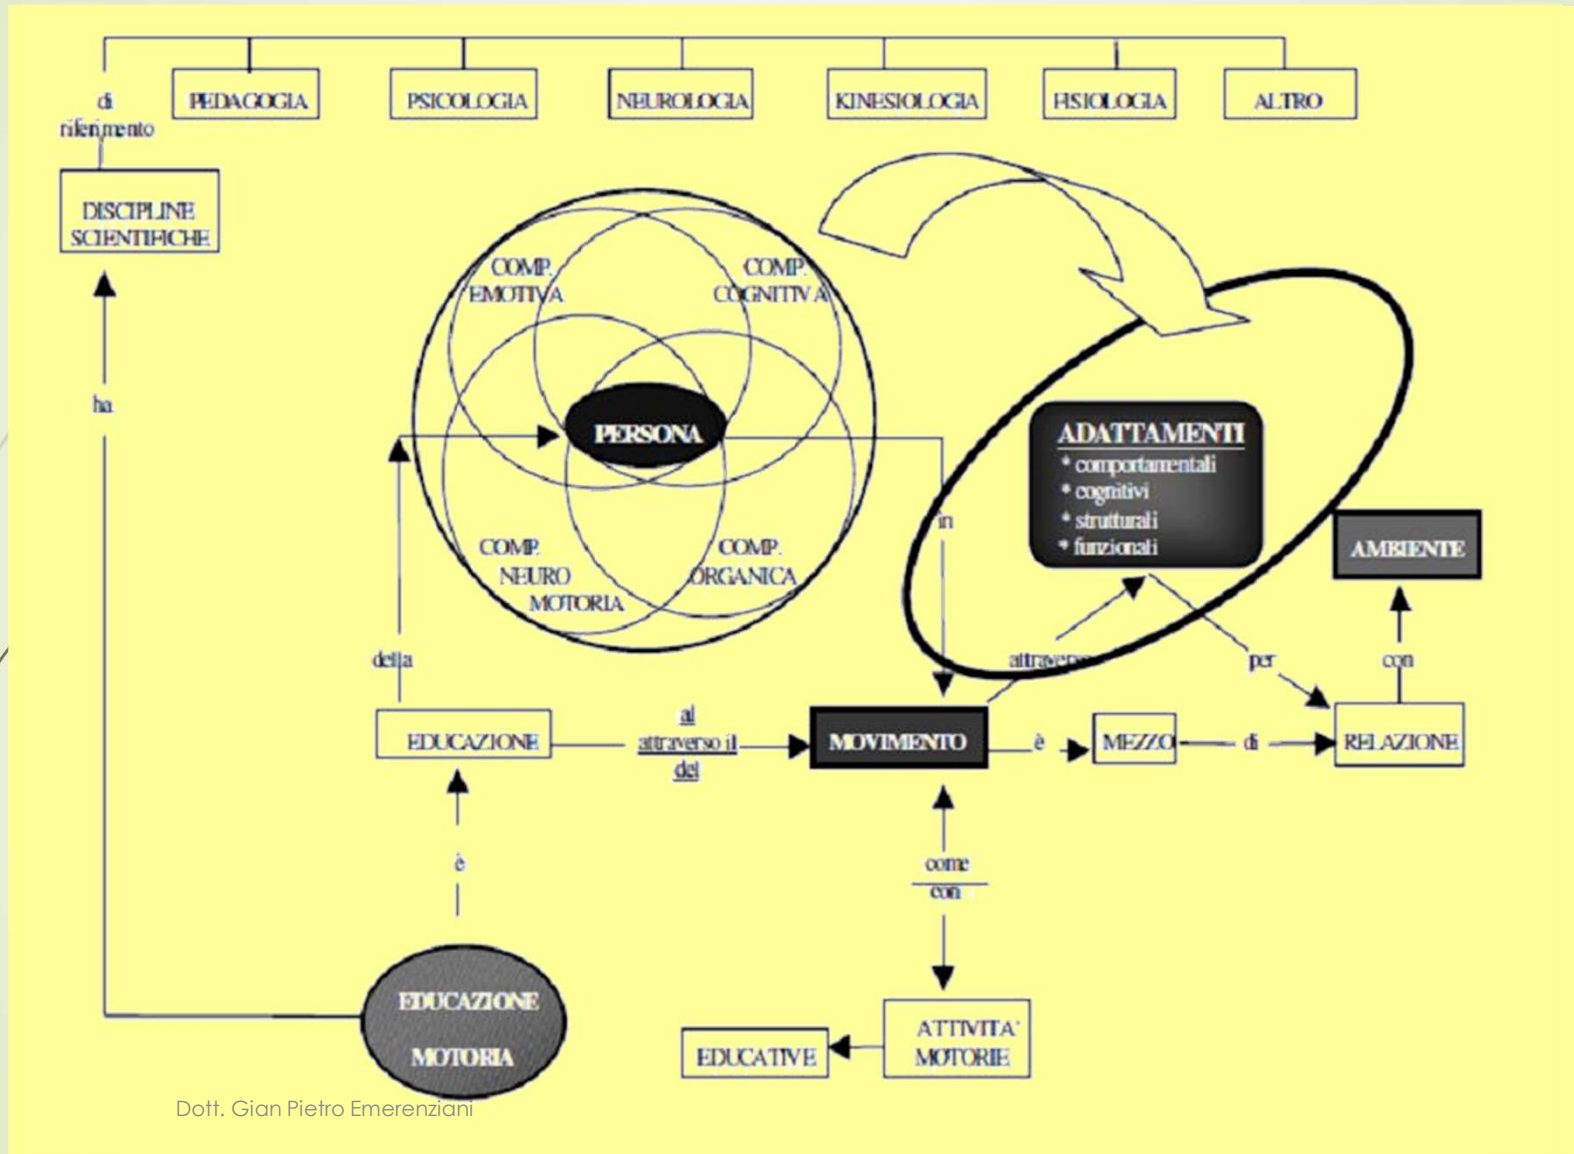 di
riferimento
PEDAGOGIA
PSICOLOGIA
NEUROLOGIA
KINESIOLOGIA
FISIOLOGIA
ALTRO
DISCIPLINE
SCIENTIFICHE
ha
COMP.
EMOTIVA
COMP.
COGNITIVA
PERSONA
COMP.
NEURO
MOTORIA
COMP.
ORGANICA
in
ADATTAMENTI
* comportamentali
* cognitivi
* strutturali
* funzionali
AMBIENTE
della
attraverso
per
con
EDUCAZIONE
al
attraverso il
del
MOVIMENTO
è
MEZZO
di
RELAZIONE
è
come
con
EDUCAZIONE
MOTORIA
EDUCATIVE
ATTIVITA'
MOTORIE
Dott. Gian Pietro Emerenziani